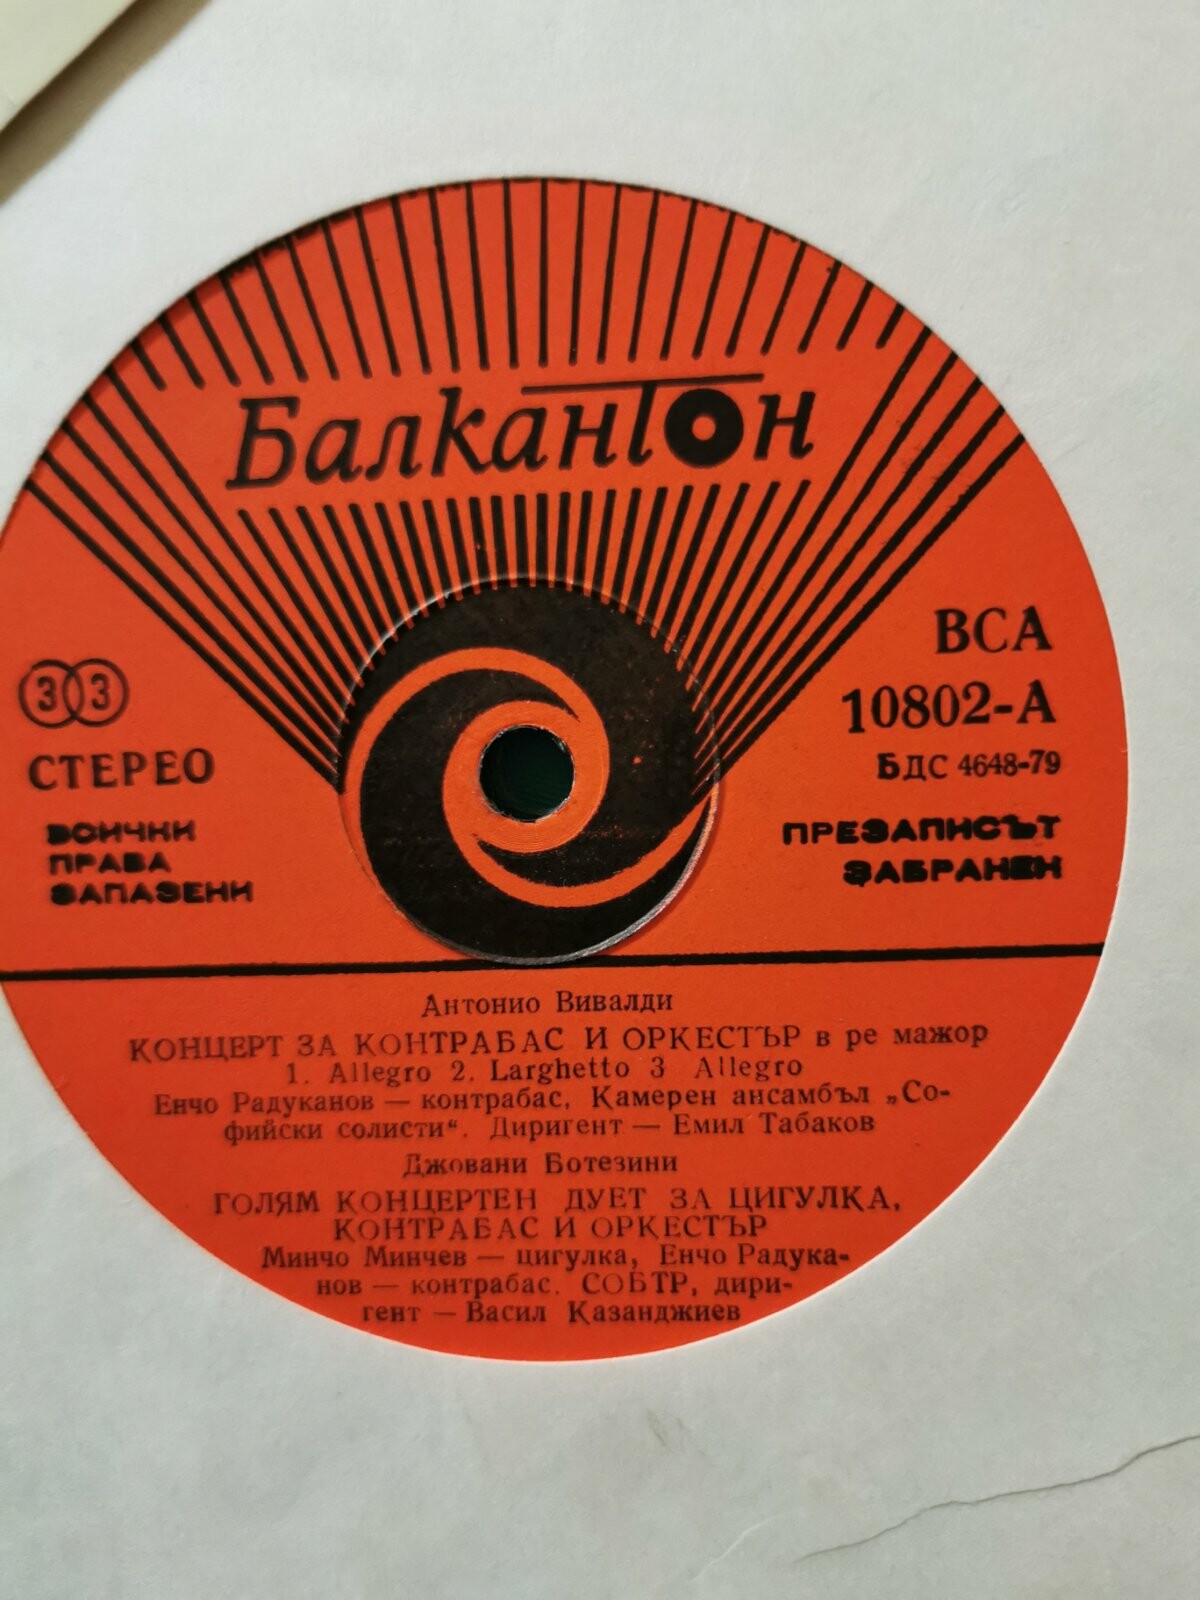 Балкантон
33
СТЕРЕО
ВСИЧКИ
ПРАВА
ЗАПАЗЕНИ
ВСА
10802-А
БДС 4648-79
ПРЕЗАПИСЪТ
ЗАБРАНЕН
Антонио Вивалди
КОНЦЕРТ ЗА КОНТРАБАС И ОРКЕСТЪР в ре мажор
1. Allegro 2. Larghetto 3 Allegro
Енчо Радуканов — контрабас, Камерен ансамбъл „Со-
фийски солисти“. Диригент — Емил Табаков
Джовани Ботезини
ГОЛЯМ КОНЦЕРТЕН ДУЕТ ЗА ЦИГУЛКА,
КОНТРАБАС И ОРКЕСТЪР
Минчо Минчев — цигулка, Енчо Радука-
нов — контрабас. СОБТР, дири-
гент — Васил Казанджиев